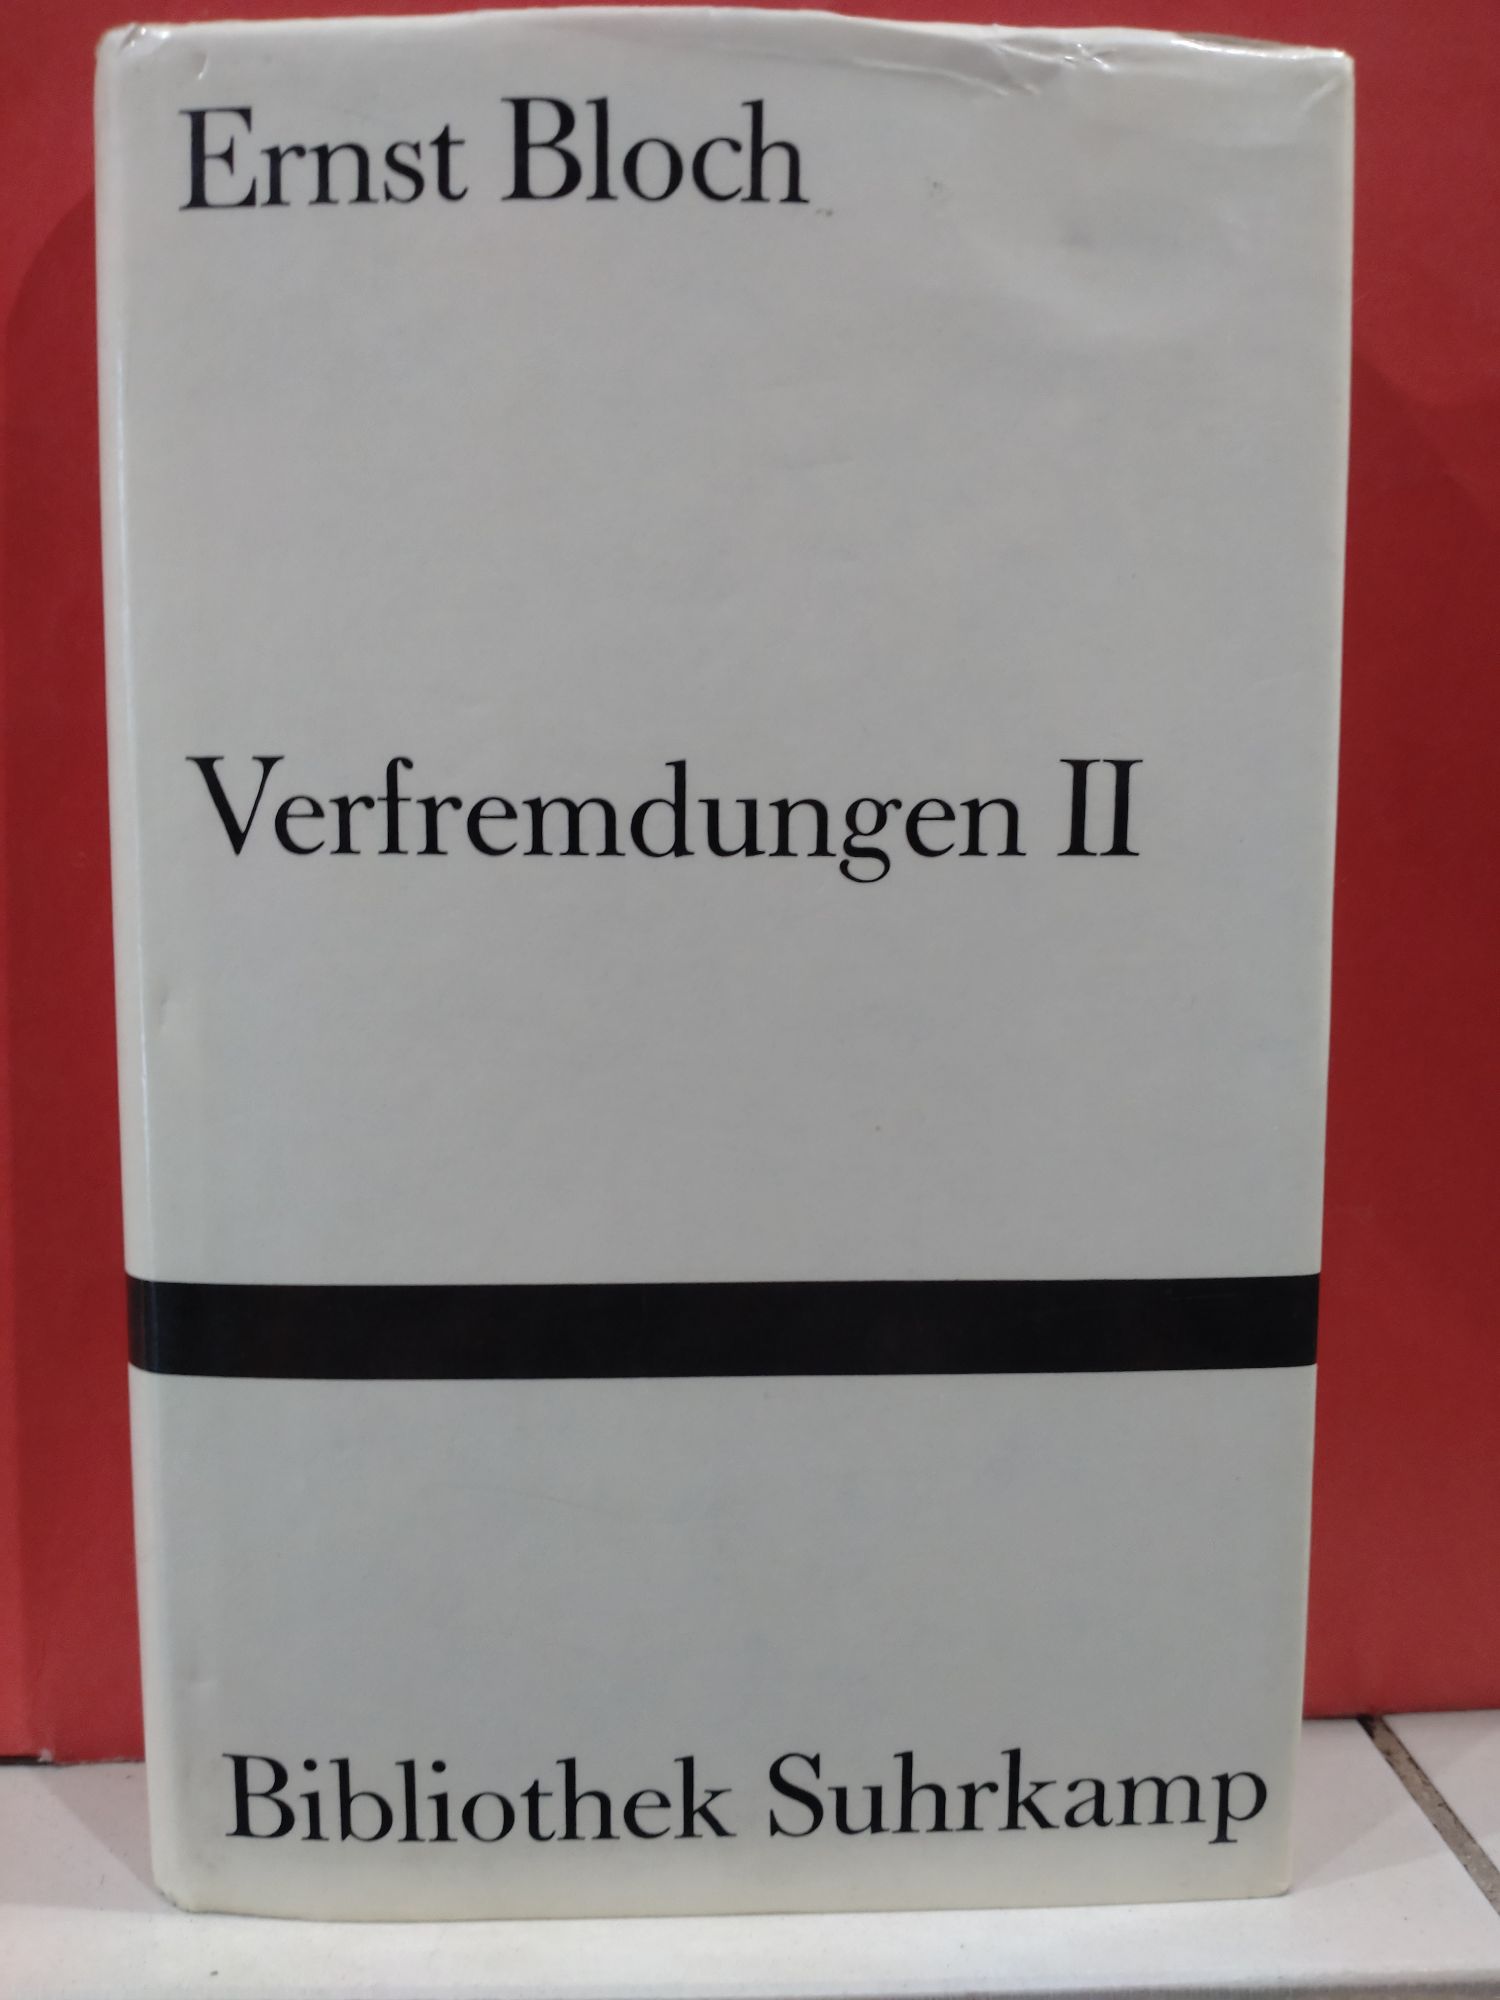 Ernst Bloch
Verfremdungen II
Bibliothek Suhrkamp